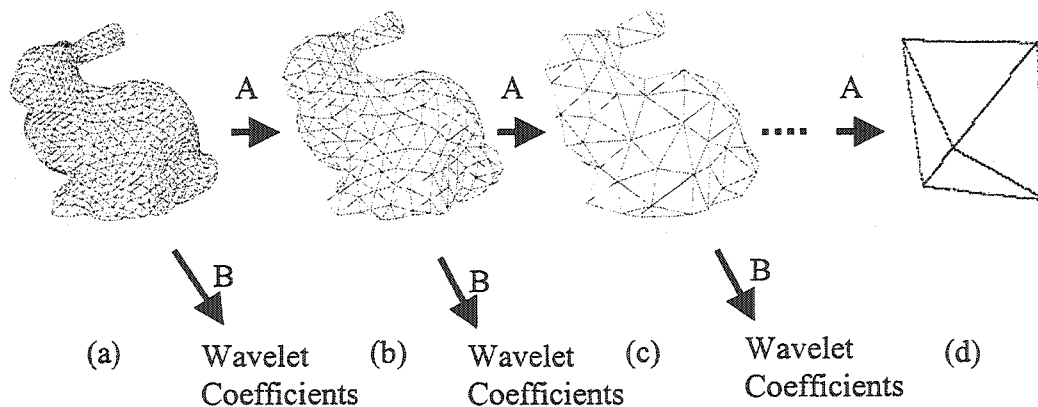 A
A
A
B
B
B
(a)
Wavelet
Coefficients
(b)
Wavelet
Coefficients
(c)
Wavelet
Coefficients
(d)